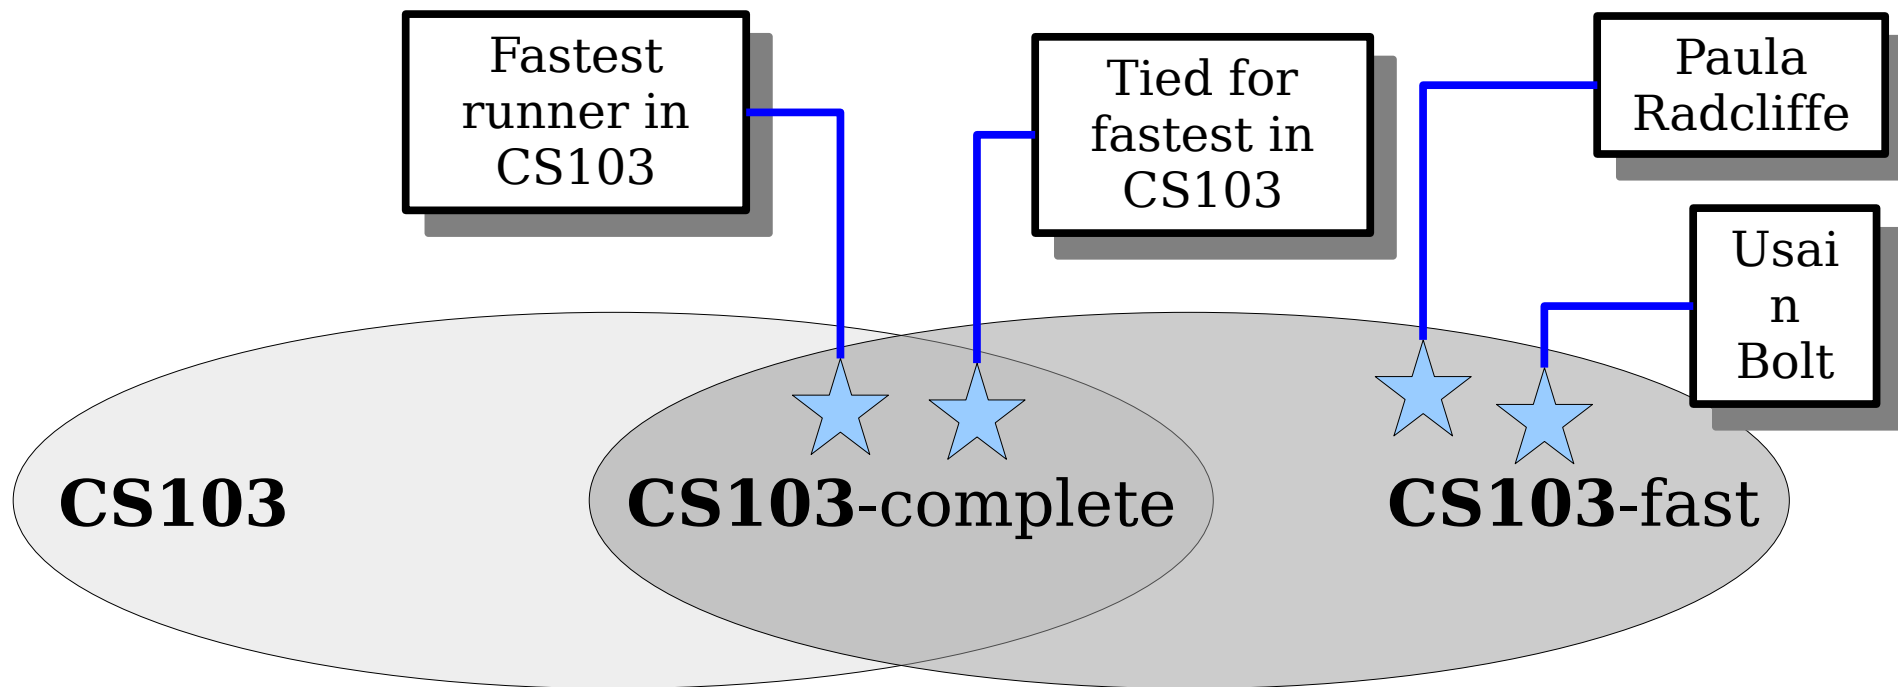 Fastest
runner in
CS103
Tied for
fastest in
CS103
Paula
Radcliffe
Usai
n
Bolt
CS103
CS103-complete
CS103-fast